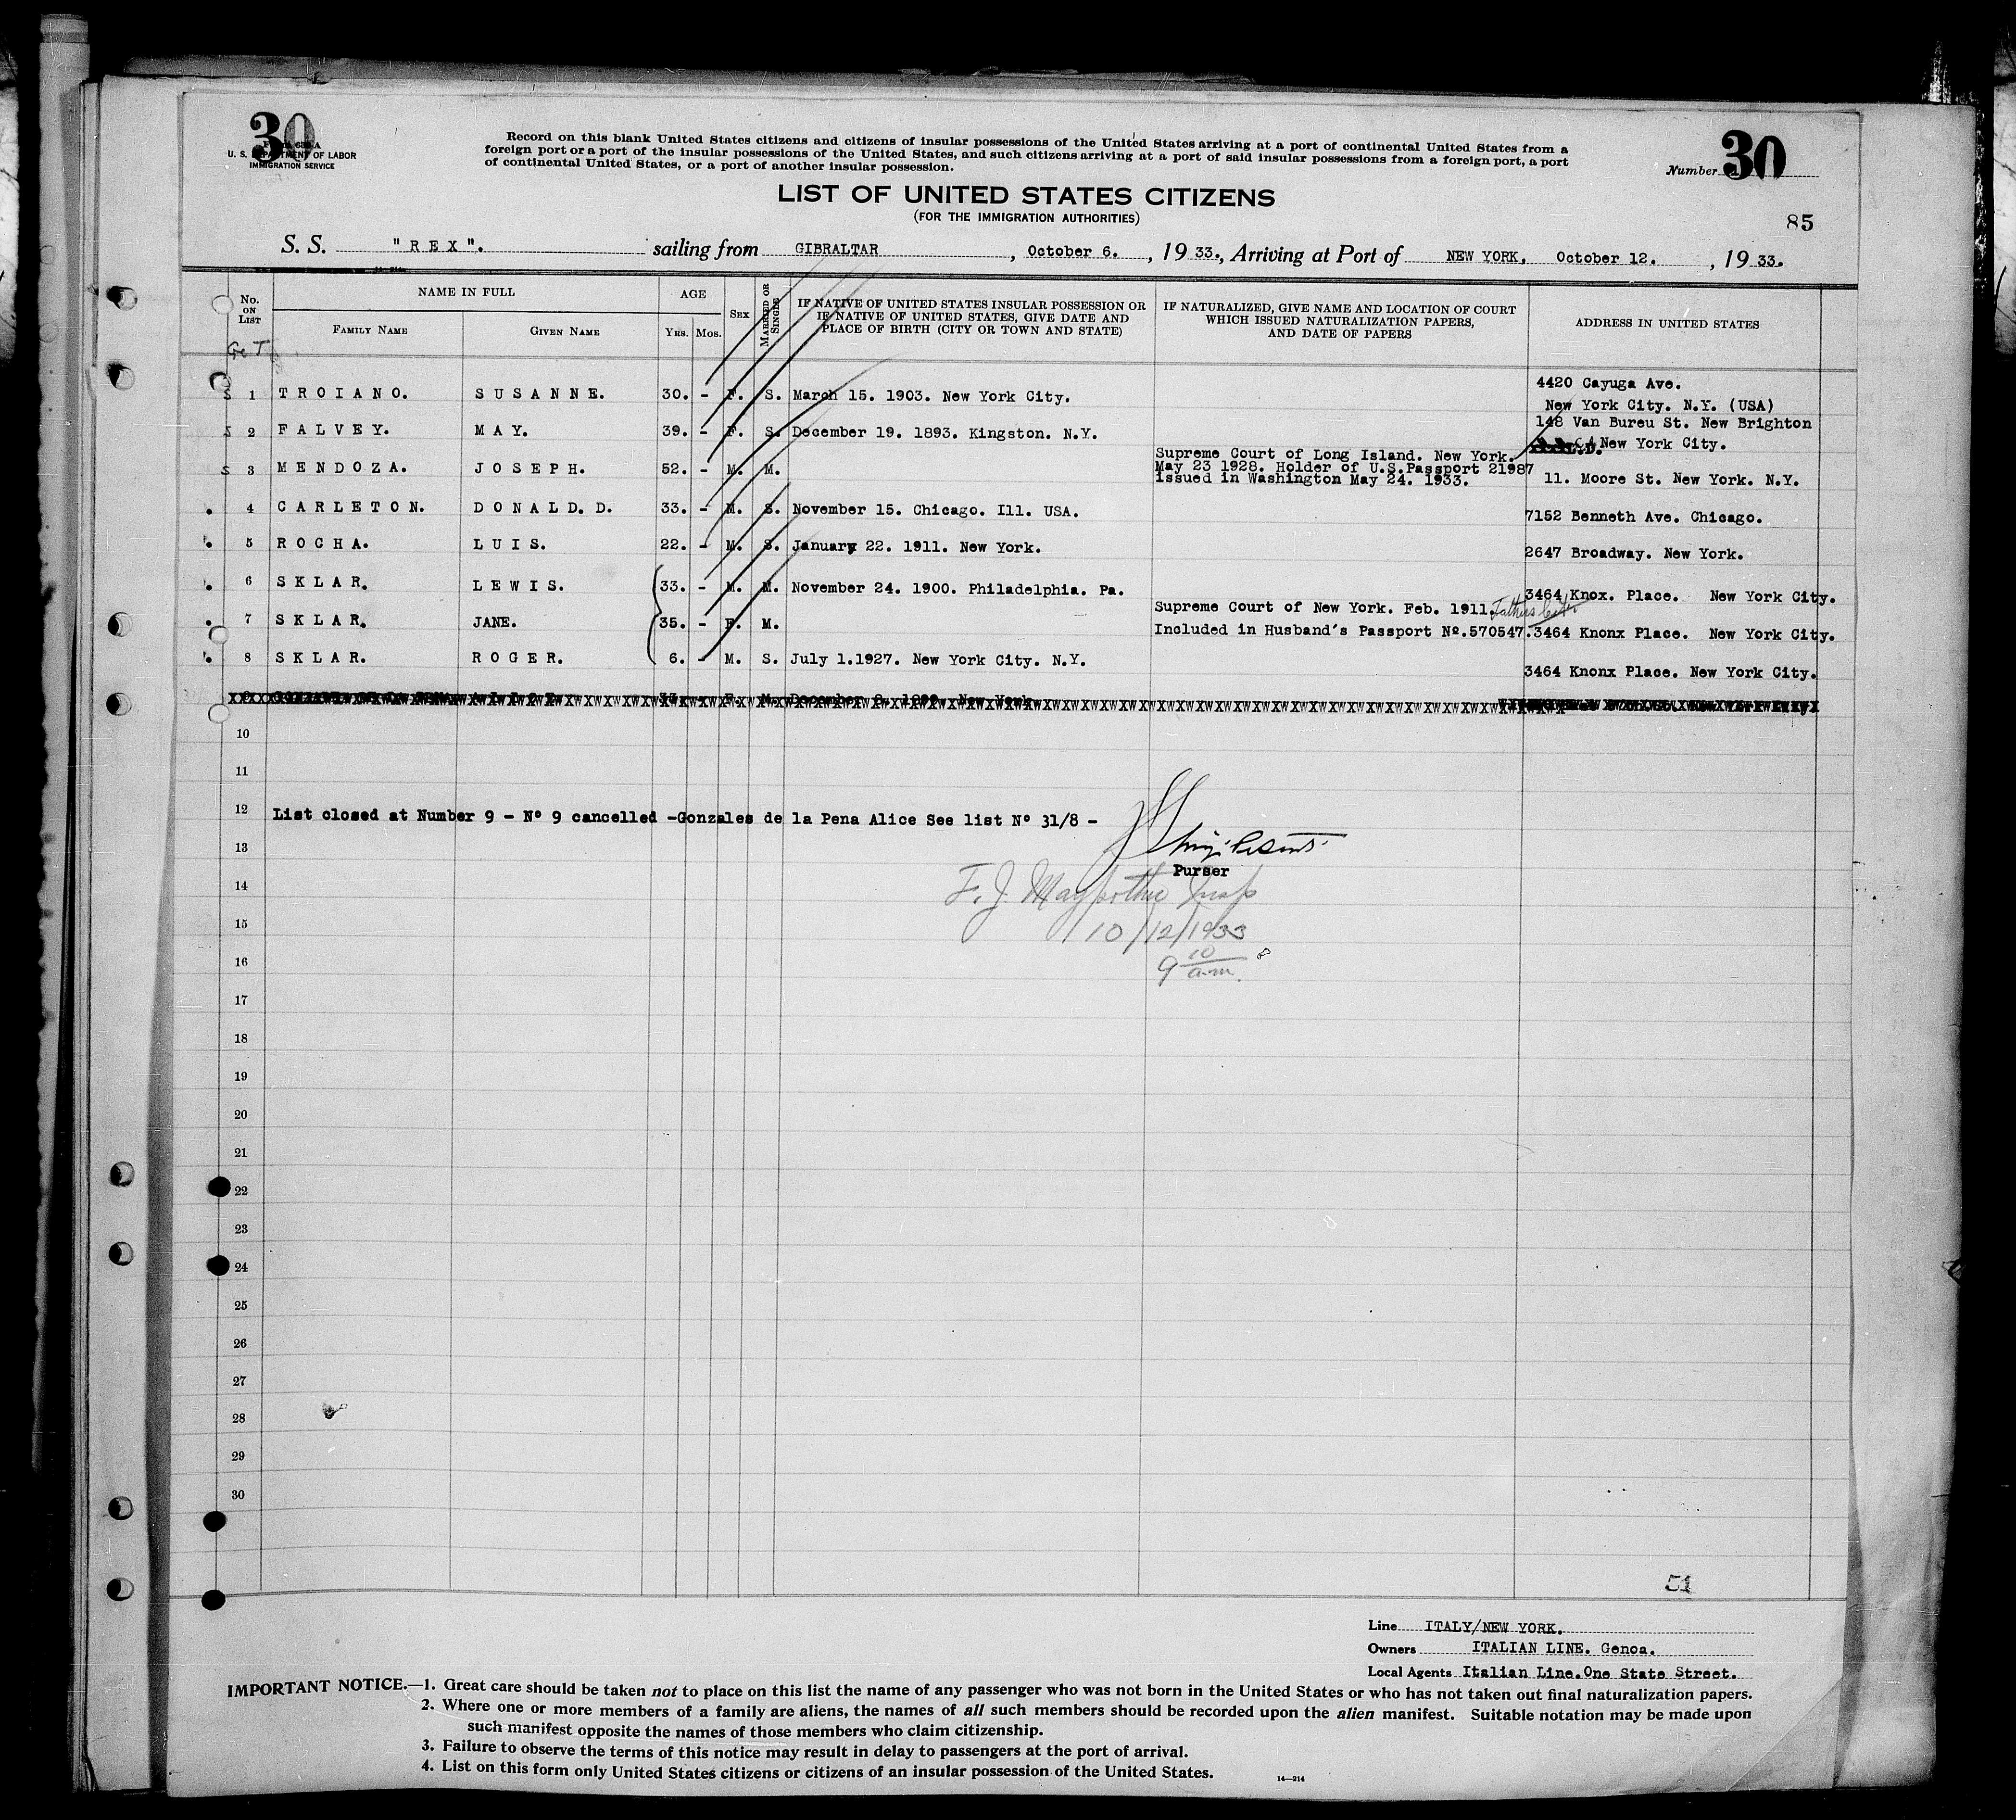 30
U. S. DEPARTMENT OF LABOR
IMMIGRATION SERVICE
Record on this blank United States citizens and citizens of insular possessions of the United States arriving at a port of continental United States from a
foreign port or a port of the insular possessions of the United States, and such citizens arriving at a port of said insular possessions from a foreign port, a port
of continental United States, or a port of another insular possession.
Number 30
LIST OF UNITED STATES CITIZENS
(FOR THE IMMIGRATION AUTHORITIES)
85
S. S. "REX". sailing from GIBRALTAR, October 6., 19 33., Arriving at Port of NEW YORK, October 12., 19 33.
No. ON LIST
NAME IN FULL
FAMILY NAME GIVEN NAME
AGE
YRS. MOS.
SEX
MARRIED OR SINGLE
IF NATIVE OF UNITED STATES INSULAR POSSESSION OR
IF NATIVE OF UNITED STATES, GIVE DATE AND
PLACE OF BIRTH (CITY OR TOWN AND STATE)
IF NATURALIZED, GIVE NAME AND LOCATION OF COURT
WHICH ISSUED NATURALIZATION PAPERS,
AND DATE OF PAPERS
ADDRESS IN UNITED STATES
S 1 TROIANO. SUSANNE. 30. - F. S. March 15. 1903. New York City. 4420 Cayuga Ave.
New York City. N.Y. (USA)
S 2 FALVEY. MAY. 39. - F. S. December 19. 1893. Kingston. N.Y. 148 Van Bureu St. New Brighton
New York City.
S 3 MENDOZA. JOSEPH. 52. - M. M. Supreme Court of Long Island. New York.
May 23 1928. Holder of U.S.Passport 21987
issued in Washington May 24. 1933. 11. Moore St. New York. N.Y.
4 CARLETON. DONALD. D. 33. - M. S. November 15. Chicago. Ill. USA. 7152 Benneth Ave. Chicago.
5 ROCHA. LUIS. 22. - M. S. January 22. 1911. New York. 2647 Broadway. New York.
6 SKLAR. LEWIS. 33. - M. M. November 24. 1900. Philadelphia. Pa. 3464 Knox. Place. New York City.
7 SKLAR. JANE. 35. - F. M. Supreme Court of New York. Feb. 1911. Fathers
Included in Husband's Passport Nº.570547. 3464 Knonx Place. New York City.
8 SKLAR. ROGER. 6. - M. S. July 1.1927. New York City. N.Y. 3464 Knonx Place. New York City.
10
11
12 List closed at Number 9 - Nº 9 cancelled -Gonzales de la Pena Alice See list Nº 31/8 -
13
Purser
14 F. J. Insp
15 10/12/1933
16 9 10 a.m. 8
17
18
19
20
21
22
23
24
25
26
27
28
29
30
51
Line ITALY/NEW YORK.
Owners ITALIAN LINE. Genoa.
Local Agents Italian Line.One State Street.
IMPORTANT NOTICE.—1. Great care should be taken not to place on this list the name of any passenger who was not born in the United States or who has not taken out final naturalization papers.
2. Where one or more members of a family are aliens, the names of all such members should be recorded upon the alien manifest. Suitable notation may be made upon
such manifest opposite the names of those members who claim citizenship.
3. Failure to observe the terms of this notice may result in delay to passengers at the port of arrival.
4. List on this form only United States citizens or citizens of an insular possession of the United States.
14—214